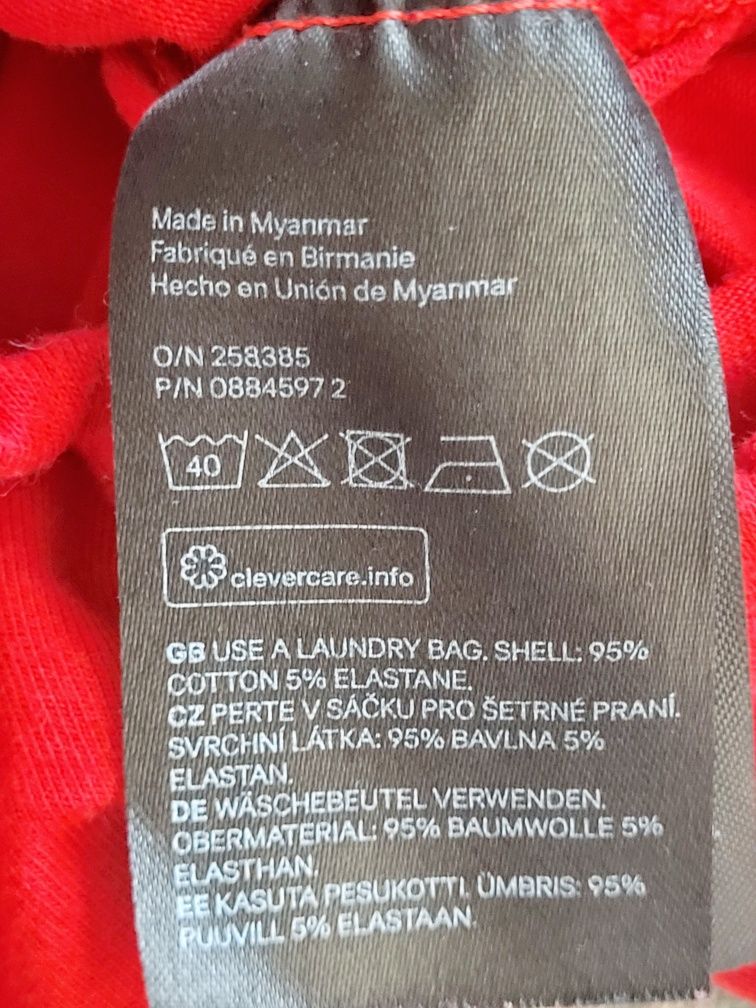 Made in Myanmar
Fabriqué en Birmanie
Hecho en Unión de Myanmar
O/N 258385
P/N 0884597 2
40
clevercare.info
GB USE A LAUNDRY BAG. SHELL: 95%
COTTON 5% ELASTANE.
CZ PERTE V SÁČKU PRO ŠETRNÉ PRANÍ.
SVRCHNÍ LÁTKA: 95% BAVLNA 5%
ELASTAN.
DE WÄSCHEBEUTEL VERWENDEN.
OBERMATERIAL: 95% BAUMWOLLE 5%
ELASTHAN.
EE KASUTA PESUKOTTI. ÜMBRIS: 95%
PUUVILL 5% ELASTAAN.